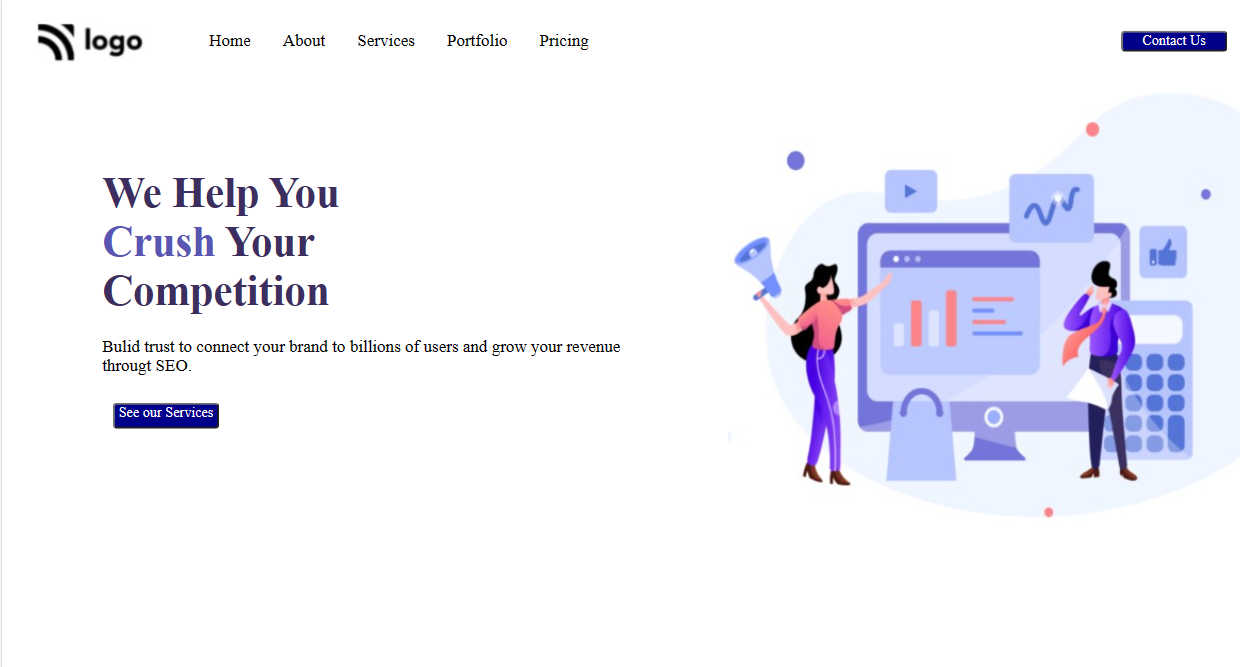 logo
Home About Services Portfolio Pricing
Contact Us
We Help You
Crush Your
Competition
Bulid trust to connect your brand to billions of users and grow your revenue
througt SEO.
See our Services